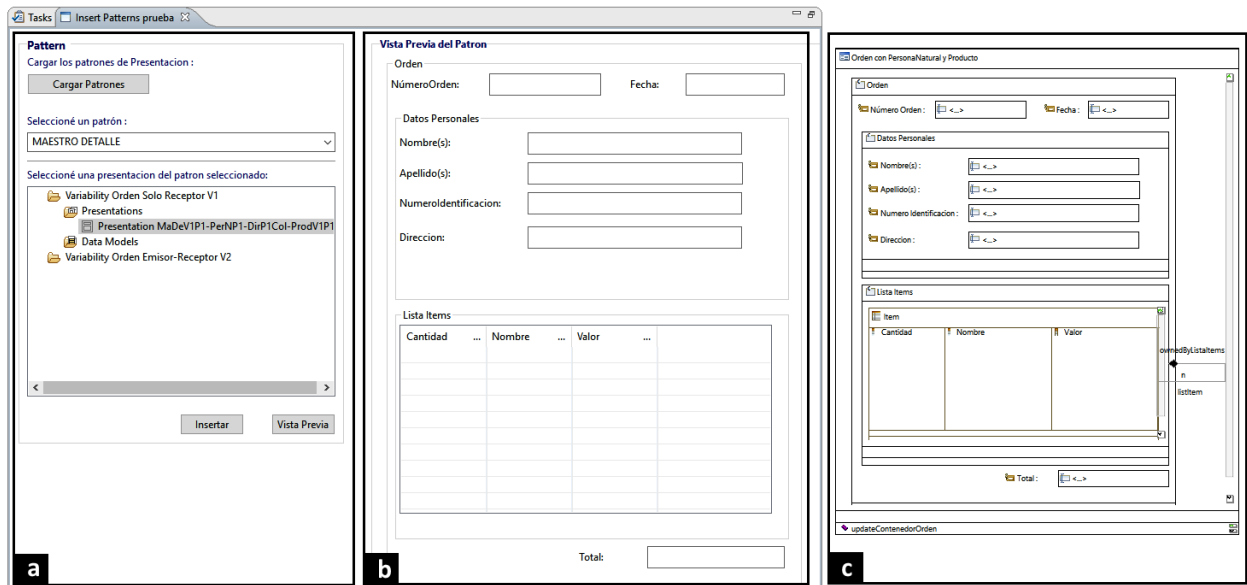 Tasks
Insert Patterns prueba
Pattern
Cargar los patrones de Presentacion :
Cargar Patrones
Seleccioné un patrón :
MAESTRO DETALLE
Seleccioné una presentacion del patron seleccionado:
Variability Orden Solo Receptor V1
Presentations
Presentation MaDeV1P1-PerNP1-DirP1Col-ProdV1P1
Data Models
Variability Orden Emisor-Receptor V2
Insertar
Vista Previa
a
Vista Previa del Patron
Orden
NúmeroOrden:
Fecha:
Datos Personales
Nombre(s):
Apellido(s):
NumeroIdentificacion:
Direccion:
Lista Items
Cantidad ... Nombre ... Valor ...
Total:
b
Orden con PersonaNatural y Producto
Orden
Número Orden : <...>
Fecha : <...>
Datos Personales
Nombre(s) : <...>
Apellido(s) : <...>
Numero Identificacion : <...>
Direccion : <...>
Lista Items
Item
Cantidad Nombre Valor
ownedByListaItems
n
listItem
Total : <...>
updateContenedorOrden
c